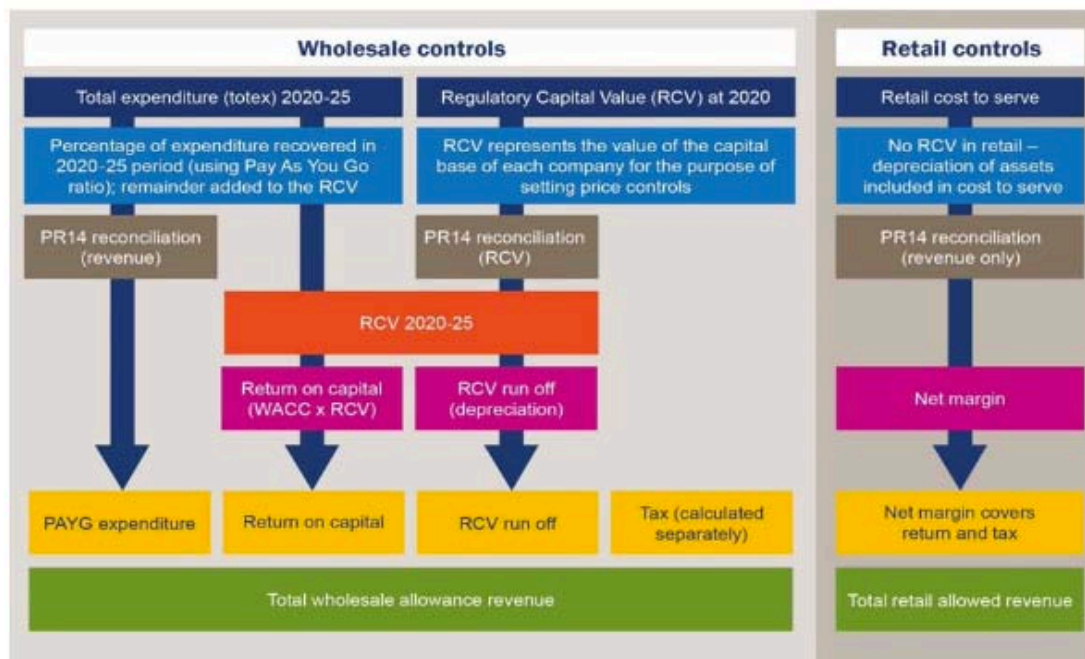 Wholesale controls
Total expenditure (totex) 2020-25
Percentage of expenditure recovered in
2020-25 period (using Pay As You Go
ratio); remainder added to the RCV
PR14 reconciliation
(revenue)
Regulatory Capital Value (RCV) at 2020
RCV represents the value of the capital
base of each company for the purpose of
setting price controls
PR14 reconciliation
(RCV)
RCV 2020-25
Return on capital
(WACC x RCV)
RCV run off
(depreciation)
PAYG expenditure
Return on capital
RCV run off
Tax (calculated
separately)
Total wholesale allowance revenue
Retail controls
Retail cost to serve
No RCV in retail –
depreciation of assets
included in cost to serve
PR14 reconciliation
(revenue only)
Net margin
Net margin covers
return and tax
Total retail allowed revenue